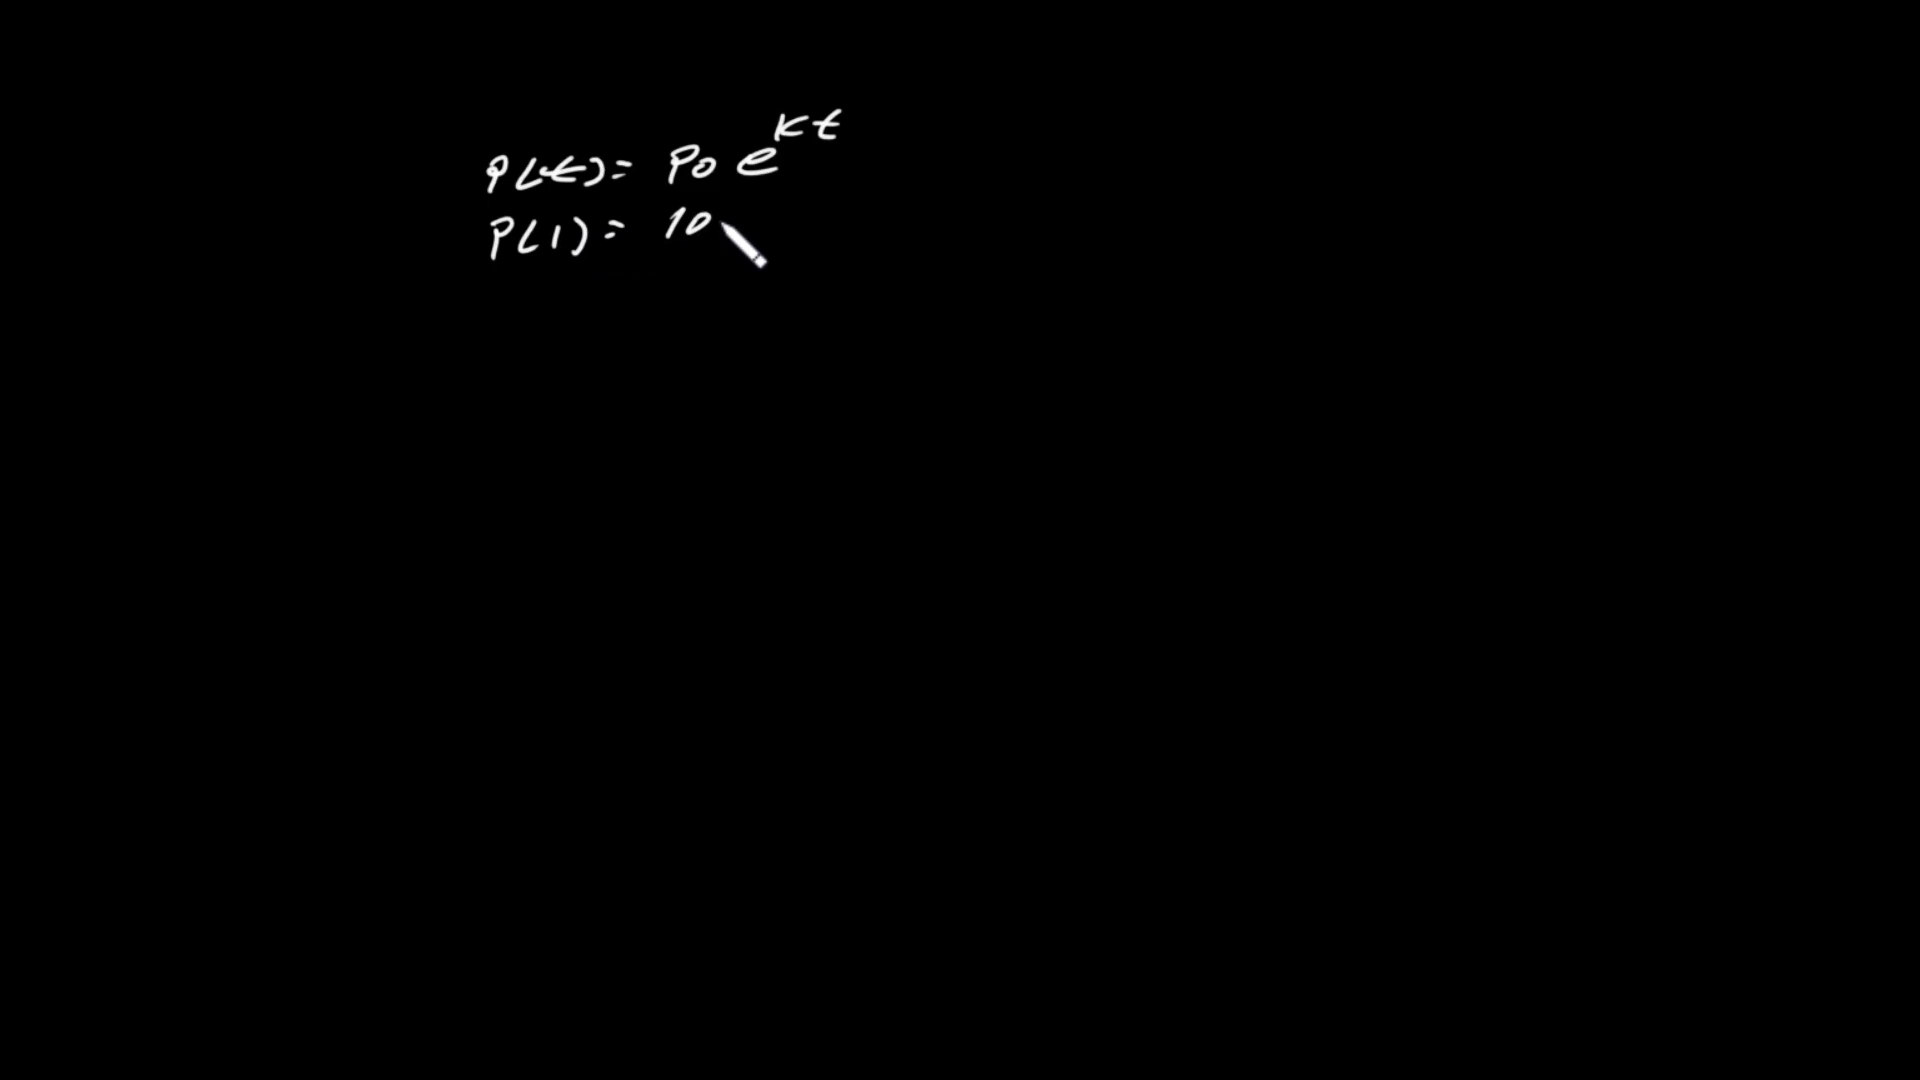 P(t) = P0 e^kt
P(1) = 10